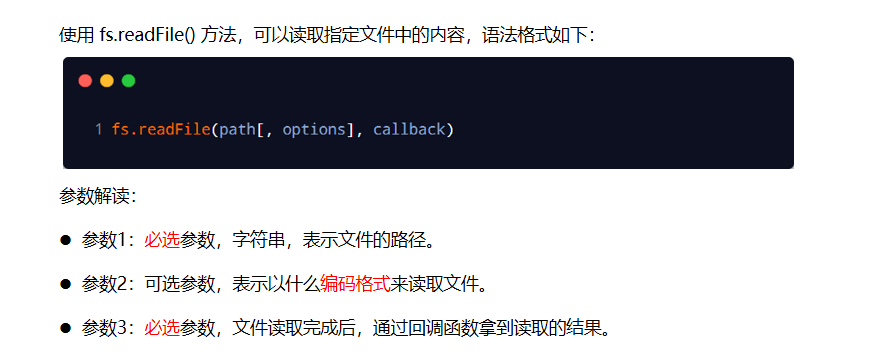 使用 fs.readFile() 方法，可以读取指定文件中的内容，语法格式如下：
1 fs.readFile(path[, options], callback)
参数解读：
● 参数1：必选参数，字符串，表示文件的路径。
● 参数2：可选参数，表示以什么编码格式来读取文件。
● 参数3：必选参数，文件读取完成后，通过回调函数拿到读取的结果。